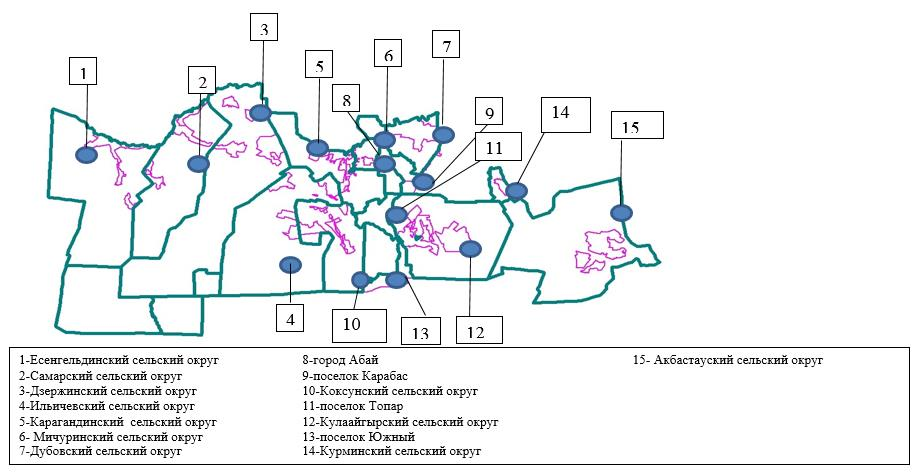 3
7
6
1
5
2
8
9
14
15
11
4
10
13
12
1-Есенгельдинский сельский округ
2-Самарский сельский округ
3-Дзержинский сельский округ
4-Ильичевский сельский округ
5-Карагандинский сельский округ
6- Мичуринский сельский округ
7-Дубовский сельский округ
8-город Абай
9-поселок Карабас
10-Коксунский сельский округ
11-поселок Топар
12-Кулаайгырский сельский округ
13-поселок Южный
14-Курминский сельский округ
15- Акбастауский сельский округ